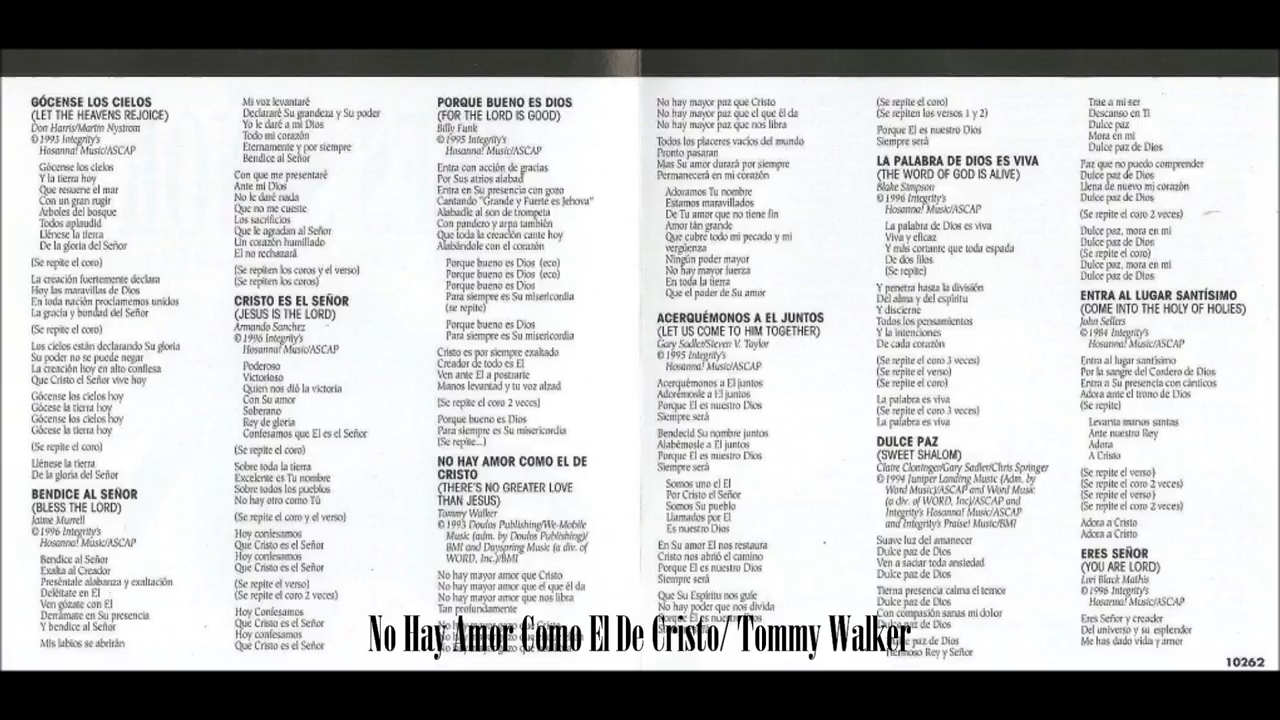 GÓCENSE LOS CIELOS
(LET THE HEAVENS REJOICE)
Don Harris/Martin Nystrom
© 1993 Integrity's
Hosanna! Music/ASCAP
Gócense los cielos
Y la tierra hoy
Que resuene el mar
Con un gran rugir
Arboles del bosque
Todos aplaudid
Llénese la tierra
De la gloria del Señor
(Se repite el coro)
La creación fuertemente declara
Hoy las maravillas de Dios
En toda nación proclamemos unidos
La gracia y bondad del Señor
(Se repite el coro)
Los cielos están declarando Su gloria
Su poder no se puede negar
La creación hoy en alto confiesa
Que Cristo el Señor vive hoy
Gócense los cielos hoy
Gócese la tierra hoy
Gócense los cielos hoy
Gócese la tierra hoy
(Se repite el coro)
Llénese la tierra
De la gloria del Señor
BENDICE AL SEÑOR
(BLESS THE LORD)
Jaime Murrell
© 1996 Integrity's
Hosanna! Music/ASCAP
Bendice al Señor
Exalta al Creador
Preséntale alabanza y exaltación
Deléitate en El
Ven gózate con El
Derrámate en Su presencia
Y bendice al Señor
Mis labios se abrirán
Mi voz levantaré
Declararé Su grandeza y Su poder
Yo le daré a mi Dios
Todo mi corazón
Eternamente y por siempre
Bendice al Señor
Con que me presentaré
Ante mi Dios
No le daré nada
Que no me cueste
Los sacrificios
Que le agradan al Señor
Un corazón humillado
El no rechazará
(Se repiten los coros y el verso)
(Se repiten los coros)
CRISTO ES EL SEÑOR
(JESUS IS THE LORD)
Armando Sanchez
© 1996 Integrity's
Hosanna! Music/ASCAP
Poderoso
Victorioso
Quien nos dió la victoria
Con Su amor
Soberano
Rey de gloria
Confesamos que El es el Señor
(Se repite el coro)
Sobre toda la tierra
Excelente es Tu nombre
Sobre todos los pueblos
No hay otro como Tú
(Se repite el coro y el verso)
Hoy confesamos
Que Cristo es el Señor
Hoy confesamos
Que Cristo es el Señor
(Se repite el verso)
(Se repite el coro 2 veces)
Hoy Confesamos
Que Cristo es el Señor
Hoy confesamos
Que Cristo es el Señor
PORQUE BUENO ES DIOS
(FOR THE LORD IS GOOD)
Billy Funk
© 1995 Integrity's
Hosanna! Music/ASCAP
Entra con acción de gracias
Por Sus atrios alabad
Entra en Su presencia con gozo
Cantando "Grande y Fuerte es Jehova"
Alabadle al son de trompeta
Con pandero y arpa también
Que toda la creación cante hoy
Alabándole con el corazón
Porque bueno es Dios (eco)
Porque bueno es Dios (eco)
Porque bueno es Dios
Para siempre es Su misericordia
(se repite)
Porque bueno es Dios
Para siempre es Su misericordia
Cristo es por siempre exaltado
Creador de todo es El
Ven ante El a postrarte
Manos levantad y tu voz alzad
(Se repite el coro 2 veces)
Porque bueno es Dios
Para siempre es Su misericordia
(Se repite...)
NO HAY AMOR COMO EL DE
CRISTO
(THERE'S NO GREATER LOVE
THAN JESUS)
Tommy Walker
© 1993 Doulos Publishing/We-Mobile
Music (adm. by Doulos Publishing)/
BMI and Dayspring Music (a div. of
WORD, Inc.)/BMI
No hay mayor amor que Cristo
No hay mayor amor que el que él da
No hay mayor amor que nos libra
Tan profundamente
No hay mayor paz que Cristo
No hay mayor paz que el que él da
No hay mayor paz que nos libra
Todos los placeres vacíos del mundo
Pronto pasaran
Mas Su amor durará por siempre
Permanecerá en mi corazón
Adoramos Tu nombre
Estamos maravillados
De Tu amor que no tiene fin
Amor tán grande
Que cubre todo mi pecado y mi
vergüenza
Ningún poder mayor
No hay mayor fuerza
En toda la tierra
Que el poder de Su amor
ACERQUÉMONOS A EL JUNTOS
(LET US COME TO HIM TOGETHER)
Gary Sadler/Steven V. Taylor
© 1995 Integrity's
Hosanna! Music/ASCAP
Acerquémonos a El juntos
Adorémosle a El juntos
Porque El es nuestro Dios
Siempre será
Bendecid Su nombre juntos
Alabémosle a El juntos
Porque El es nuestro Dios
Siempre será
Somos uno el El
Por Cristo el Señor
Somos Su pueblo
Llamados por El
Es nuestro Dios
En Su amor El nos restaura
Cristo nos abrió el camino
Porque El es nuestro Dios
Siempre será
Que Su Espíritu nos guíe
No hay poder que nos divida
(Se repite el coro)
(Se repiten los versos 1 y 2)
Porque El es nuestro Dios
Siempre será
LA PALABRA DE DIOS ES VIVA
(THE WORD OF GOD IS ALIVE)
Blake Simpson
© 1996 Integrity's
Hosanna! Music/ASCAP
La palabra de Dios es viva
Viva y eficaz
Y más cortante que toda espada
De dos filos
(Se repite)
Y penetra hasta la división
Del alma y del espíritu
Y discierne
Todos los pensamientos
Y la intenciones
De cada corazón
(Se repite el coro 3 veces)
(Se repite el verso)
(Se repite el coro)
La palabra es viva
(Se repite el coro 3 veces)
La palabra es viva
DULCE PAZ
(SWEET SHALOM)
Claire Cloninger/Gary Sadler/Chris Springer
© 1994 Juniper Landing Music (Adm. by
Word Music)/ASCAP and Word Music
(a div. of WORD, Inc)/ASCAP and
Integrity's Hosanna! Music/ASCAP
and Integrity's Praise! Music/BMI
Suave luz del amanecer
Dulce paz de Dios
Ven a saciar toda ansiedad
Dulce paz de Dios
Tierna presencia calma el temor
Dulce paz de Dios
Con compasión sanas mi dolor
Dulce paz de Dios
paz de Dios
Hermoso Rey y Señor
Trae a mi ser
Descanso en Ti
Dulce paz
Mora en mi
Dulce paz de Dios
Paz que no puedo comprender
Dulce paz de Dios
Llena de nuevo mi corazón
Dulce paz de Dios
(Se repite el coro 2 veces)
Dulce paz, mora en mi
Dulce paz de Dios
(Se repite el coro)
Dulce paz, mora en mi
Dulce paz de Dios
ENTRA AL LUGAR SANTÍSIMO
(COME INTO THE HOLY OF HOLIES)
John Sellers
© 1984 Integrity's
Hosanna! Music/ASCAP
Entra al lugar santísimo
Por la sangre del Cordero de Dios
Entra a Su presencia con cánticos
Adora ante el trono de Dios
(Se repite)
Levanta manos santas
Ante nuestro Rey
Adora
A Cristo
(Se repite el verso)
(Se repite el coro 2 veces)
(Se repite el verso)
(Se repite el coro 2 veces)
Adora a Cristo
Adora a Cristo
ERES SEÑOR
(YOU ARE LORD)
Lori Black Mathis
© 1996 Integrity's
Hosanna! Music/ASCAP
Eres Señor y creador
Del universo y su esplendor
Me has dado vida y amor
No Hay Amor Como El De Cristo/ Tommy Walker
10262